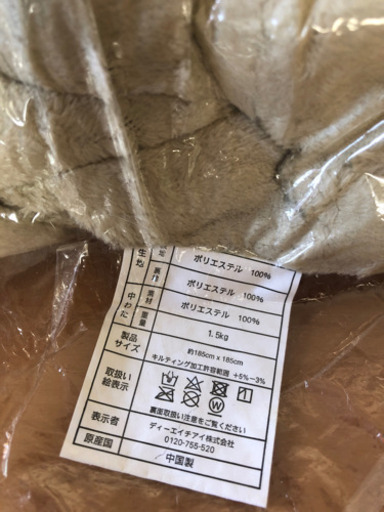 生地 ポリエステル 100%
裏打 ポリエステル 100%
中わた 素材 ポリエステル 100%
重量 1.5kg
製品サイズ 約185cm x 185cm
キルティング加工許容範囲 +5%~-3%
取扱い絵表示
裏面取扱い注意をご覧ください
表示者 ディーエイチアイ株式会社
0120-755-520
原産国 中国製